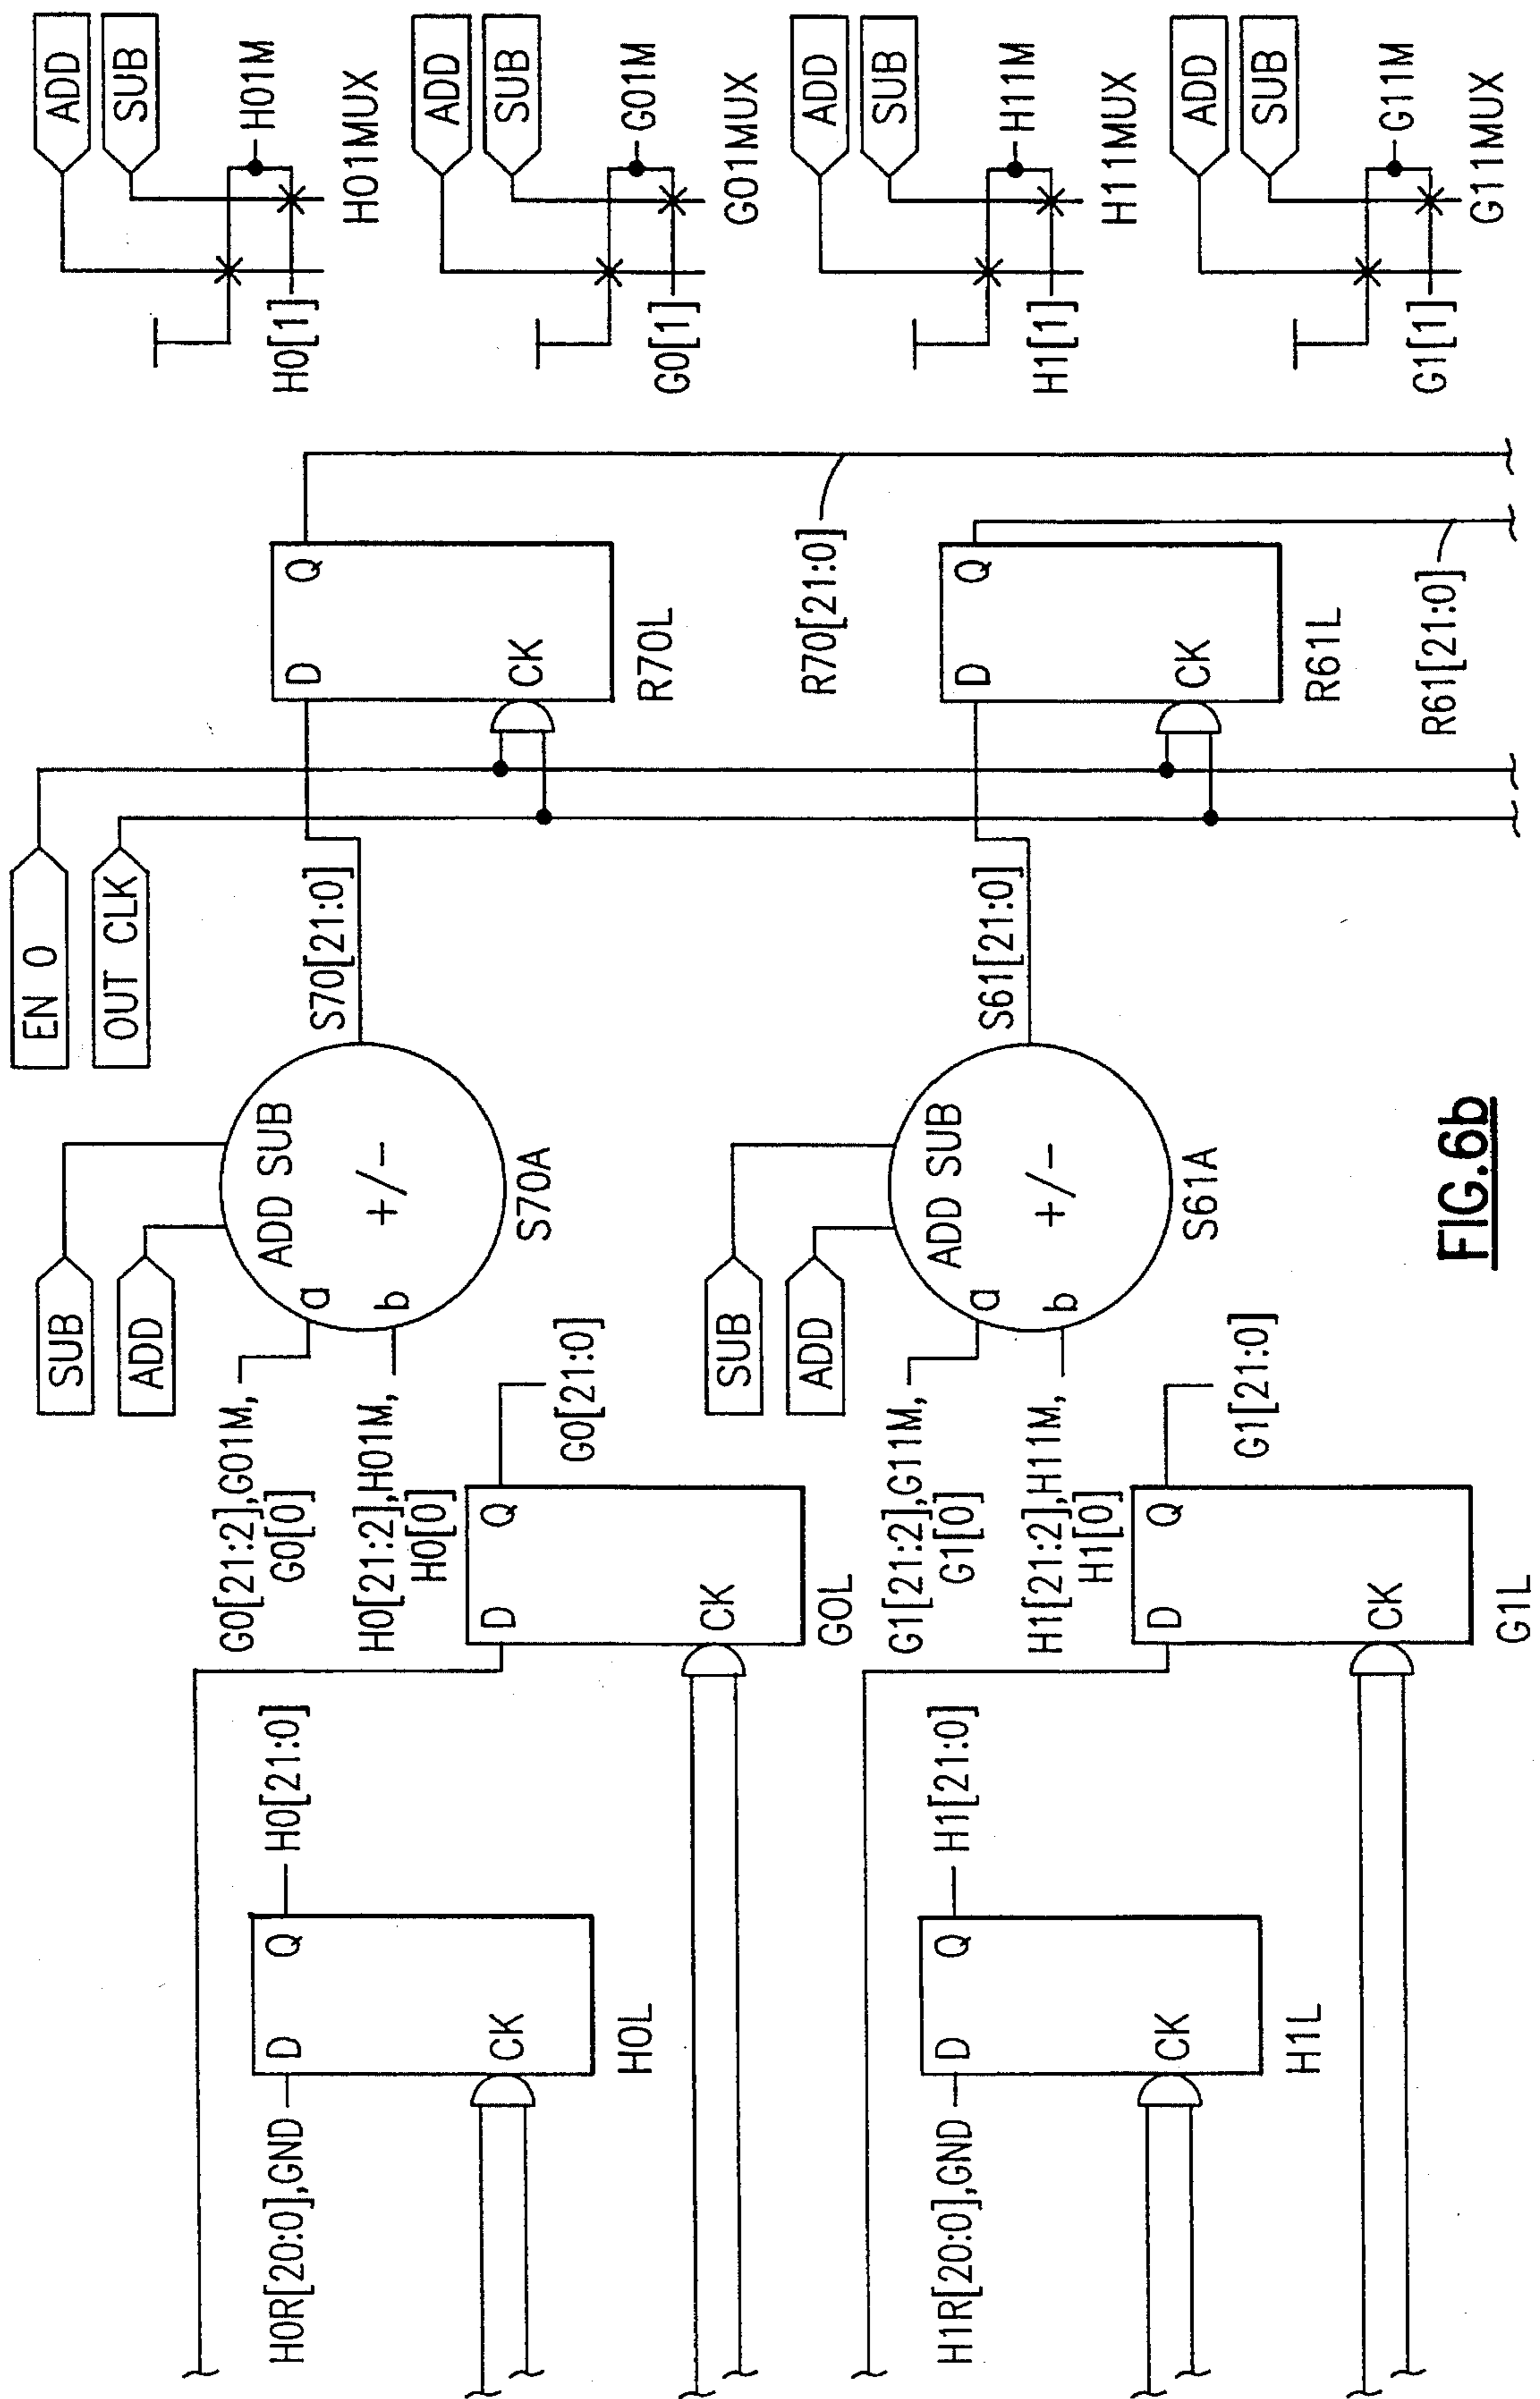 EN 0
OUT CLK
SUB
ADD
ADD SUB
a
b
+/-
S70A
G0[21:2],G01M,
G0[0]
H0[21:2],H01M,
H0[0]
S70[21:0]
D
Q
CK
R70L
R70[21:0]
H0R[20:0],GND
D
Q
CK
H0L
H0[21:0]
D
Q
CK
G0L
G0[21:0]
SUB
ADD
ADD SUB
a
b
+/-
S61A
G1[21:2],G11M,
G1[0]
H1[21:2],H11M,
H1[0]
S61[21:0]
D
Q
CK
R61L
R61[21:0]
H1R[20:0],GND
D
Q
CK
H1L
H1[21:0]
D
Q
CK
G1L
G1[21:0]
ADD
SUB
H0[1]
H01M
H01MUX
ADD
SUB
G0[1]
G01M
G01MUX
ADD
SUB
H1[1]
H11M
H11MUX
ADD
SUB
G1[1]
G11M
G11MUX
FIG.6b